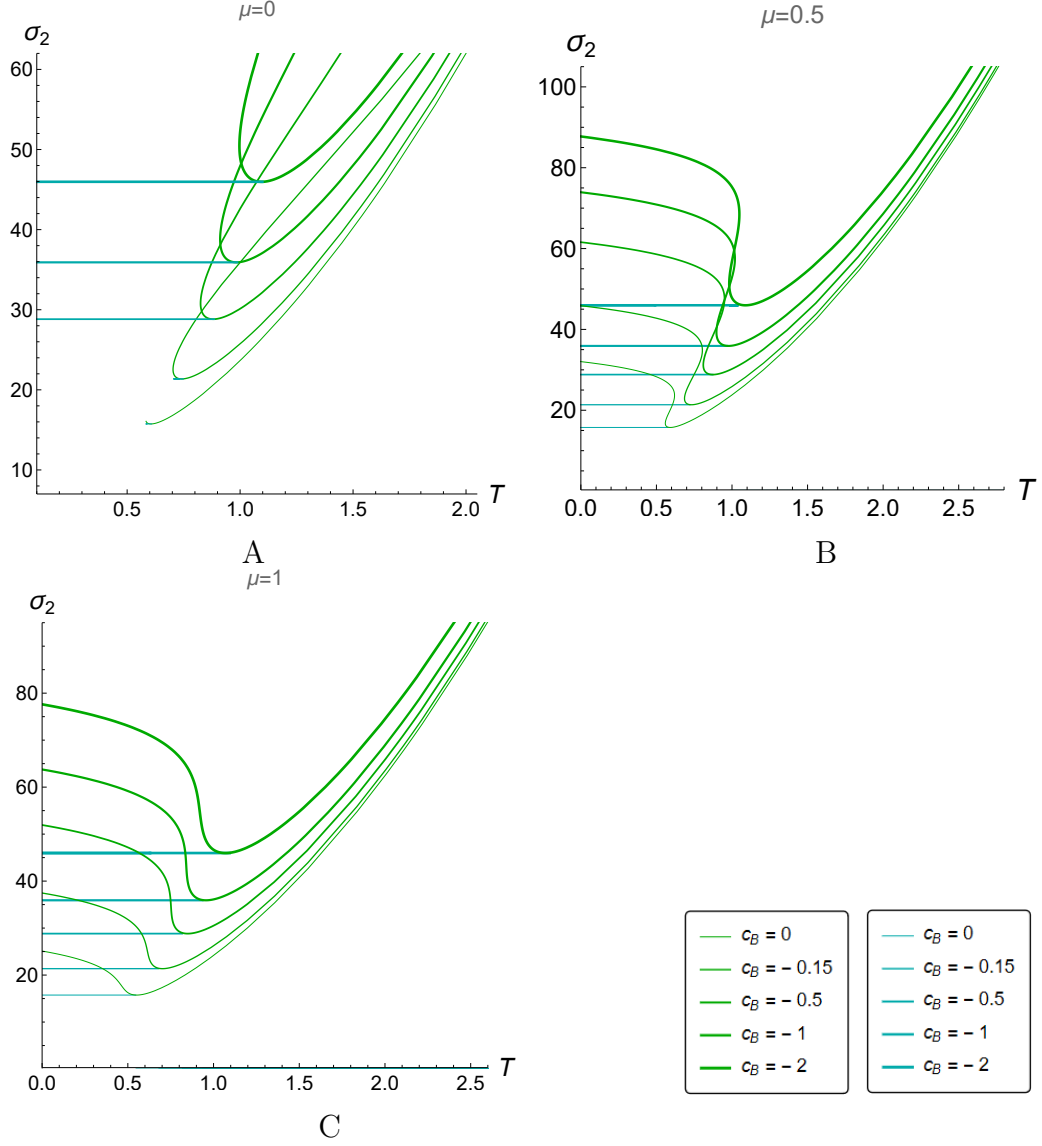 μ=0
σ2
60
50
40
30
20
10
0.5 1.0 1.5 2.0 T
A
μ=0.5
σ2
100
80
60
40
20
0.0 0.5 1.0 1.5 2.0 2.5 T
B
μ=1
σ2
80
60
40
20
0.0 0.5 1.0 1.5 2.0 2.5 T
C
cB = 0
cB = - 0.15
cB = - 0.5
cB = - 1
cB = - 2
cB = 0
cB = - 0.15
cB = - 0.5
cB = - 1
cB = - 2